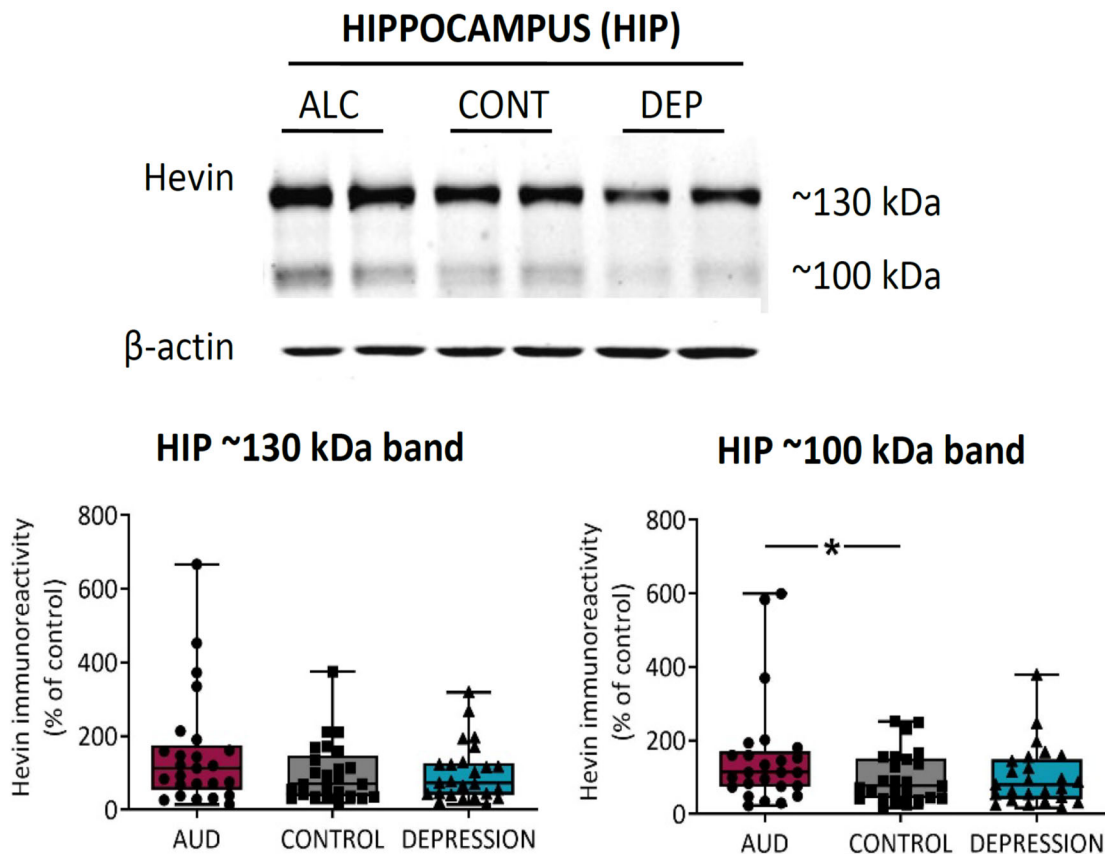 HIPPOCAMPUS (HIP)
ALC CONT DEP
Hevin
~130 kDa
~100 kDa
β-actin
HIP ~130 kDa band
Hevin immunoreactivity
(% of control)
800
600
400
200
0
AUD CONTROL DEPRESSION
HIP ~100 kDa band
Hevin immunoreactivity
(% of control)
800
600
400
200
0
*
AUD CONTROL DEPRESSION